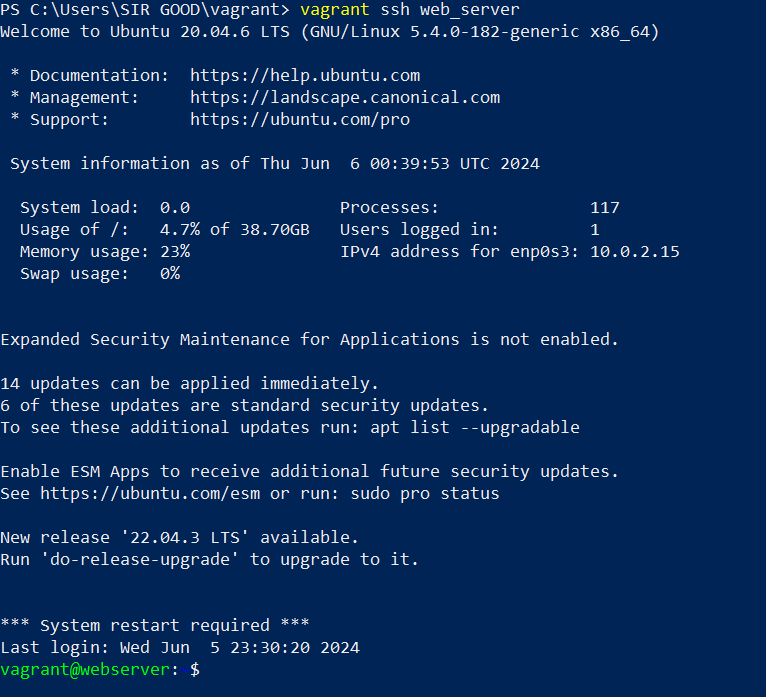 PS C:\Users\SIR GOOD\vagrant> vagrant ssh web_server
Welcome to Ubuntu 20.04.6 LTS (GNU/Linux 5.4.0-182-generic x86_64)

 * Documentation:  https://help.ubuntu.com
 * Management:     https://landscape.canonical.com
 * Support:        https://ubuntu.com/pro

 System information as of Thu Jun  6 00:39:53 UTC 2024

  System load:  0.0               Processes:               117
  Usage of /:   4.7% of 38.70GB   Users logged in:         1
  Memory usage: 23%               IPv4 address for enp0s3: 10.0.2.15
  Swap usage:   0%


Expanded Security Maintenance for Applications is not enabled.

14 updates can be applied immediately.
6 of these updates are standard security updates.
To see these additional updates run: apt list --upgradable

Enable ESM Apps to receive additional future security updates.
See https://ubuntu.com/esm or run: sudo pro status

New release '22.04.3 LTS' available.
Run 'do-release-upgrade' to upgrade to it.


*** System restart required ***
Last login: Wed Jun  5 23:30:20 2024
vagrant@webserver: $